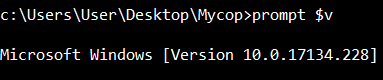 c:\Users\User\Desktop\Mycop>prompt $v
Microsoft Windows [Version 10.0.17134.228]